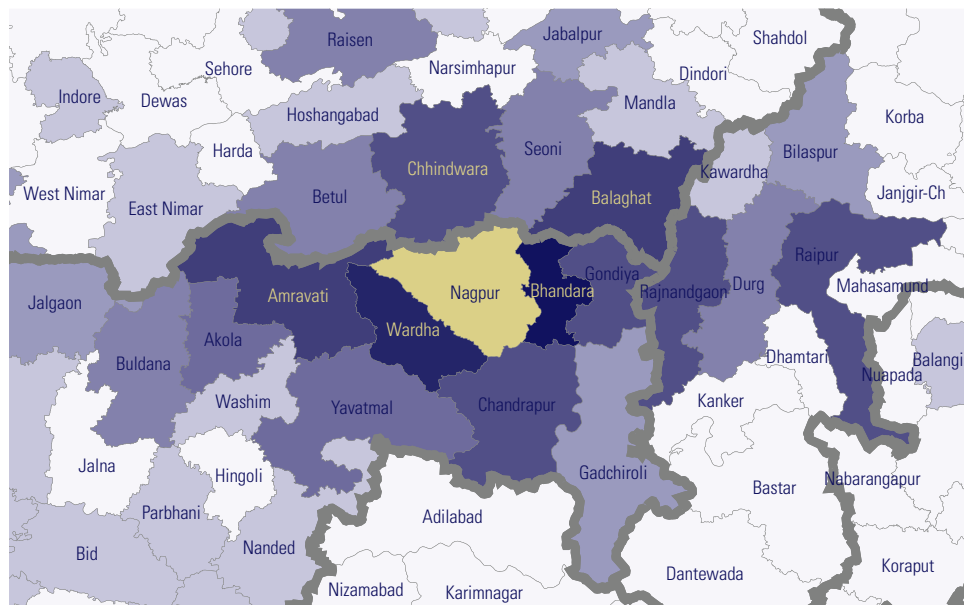 Shahdol
Raisen
Jabalpur
Sehore
Narsimhapur
Dindori
Indore
Dewas
Hoshangabad
Mandla
Korba
Harda
Chhindwara
Seoni
Bilaspur
Kawardha
West Nimar
East Nimar
Betul
Balaghat
Janjgir-Ch
Raipur
Jalgaon
Amravati
Nagpur
Bhandara
Gondiya
Rajnandgaon
Durg
Mahasamund
Wardha
Akola
Buldana
Dhamtari
Nuapada
Balangi
Washim
Yavatmal
Chandrapur
Kanker
Jalna
Hingoli
Gadchiroli
Bastar
Nabarangapur
Parbhani
Adilabad
Bid
Nanded
Dantewada
Koraput
Nizamabad
Karimnagar